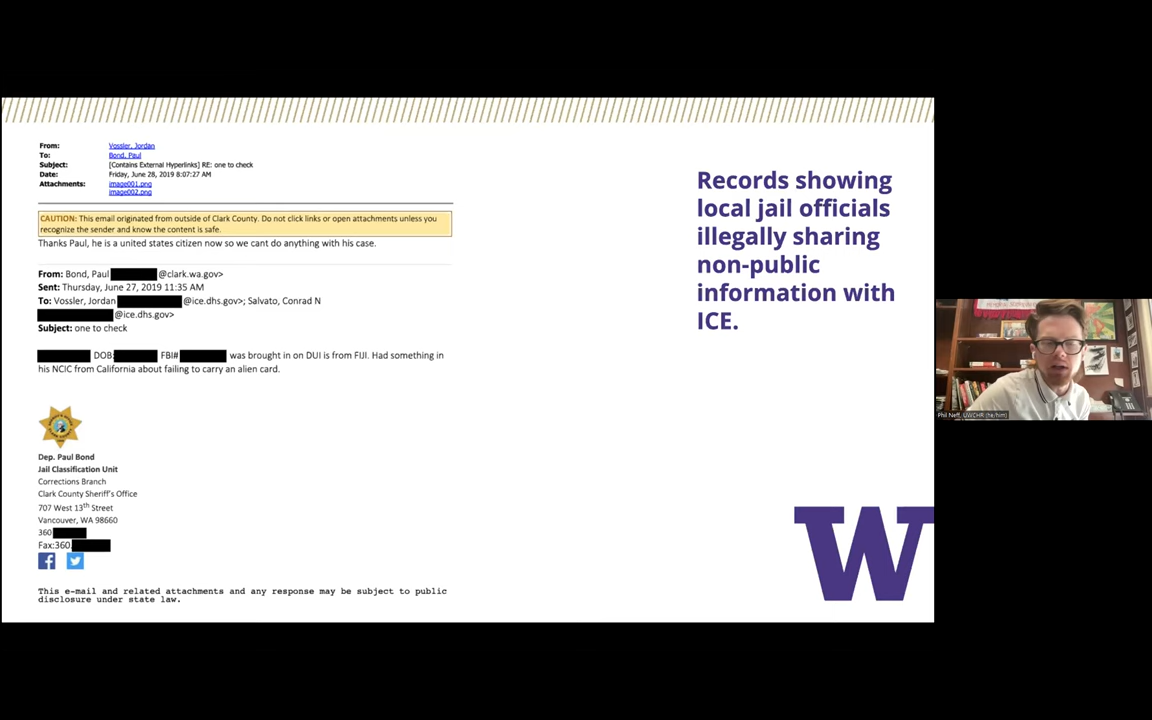 From: Vossler, Jordan
To: Bond, Paul
Subject: [Contains External Hyperlinks] RE: one to check
Date: Friday, June 28, 2019 8:07:27 AM
Attachments: image001.png
image002.png
CAUTION: This email originated from outside of Clark County. Do not click links or open attachments unless you
recognize the sender and know the content is safe.
Thanks Paul, he is a united states citizen now so we cant do anything with his case.
From: Bond, Paul @clark.wa.gov>
Sent: Thursday, June 27, 2019 11:35 AM
To: Vossler, Jordan @ice.dhs.gov>; Salvato, Conrad N
@ice.dhs.gov>
Subject: one to check
DOB: FBI# was brought in on DUI is from FIJI. Had something in
his NCIC from California about failing to carry an alien card.
Dep. Paul Bond
Jail Classification Unit
Corrections Branch
Clark County Sheriff's Office
707 West 13th Street
Vancouver, WA 98660
360
Fax:360
This e-mail and related attachments and any response may be subject to public
disclosure under state law.
Records showing
local jail officials
illegally sharing
non-public
information with
ICE.
W
Phil Neff, UWCHR (he/him)